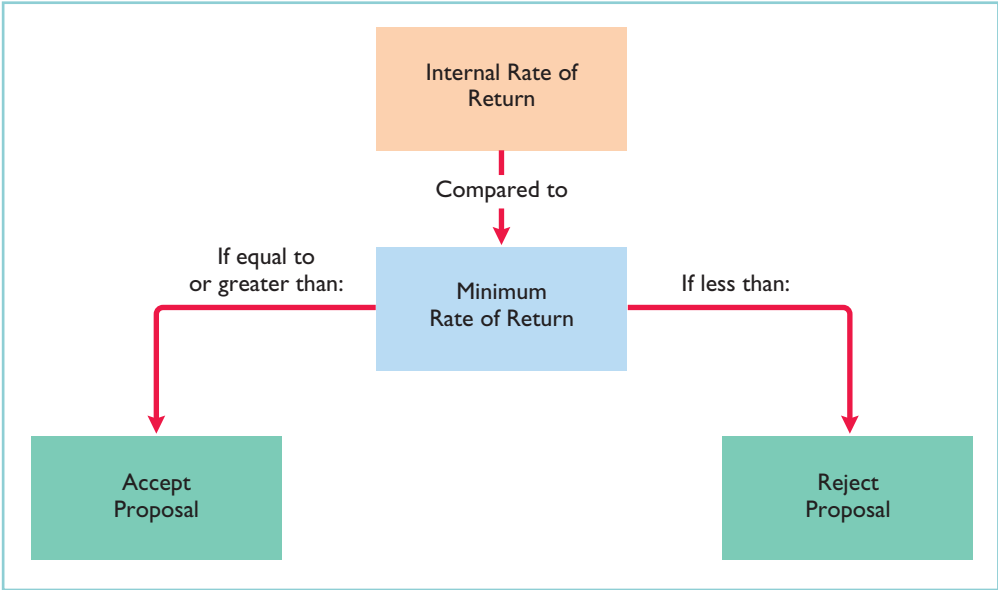 Internal Rate of
Return
Compared to
If equal to
or greater than:
Minimum
Rate of Return
If less than:
Accept
Proposal
Reject
Proposal